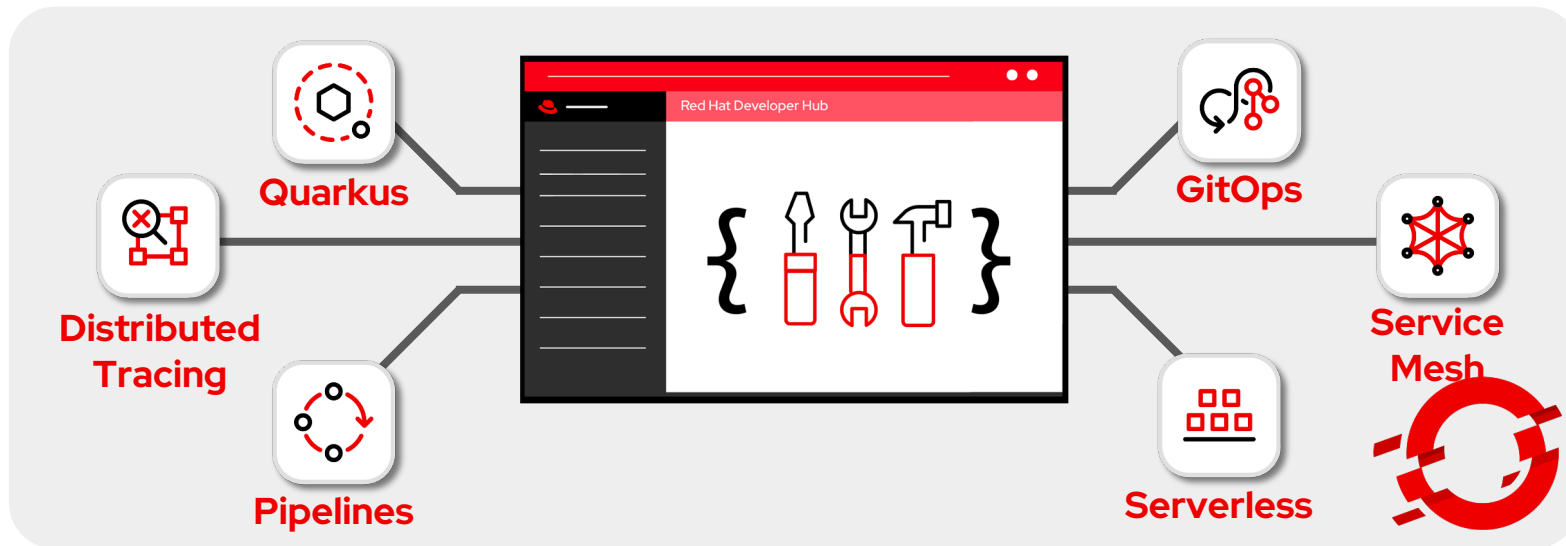 Red Hat Developer Hub
Quarkus
GitOps
Distributed
Tracing
Service
Mesh
Pipelines
Serverless